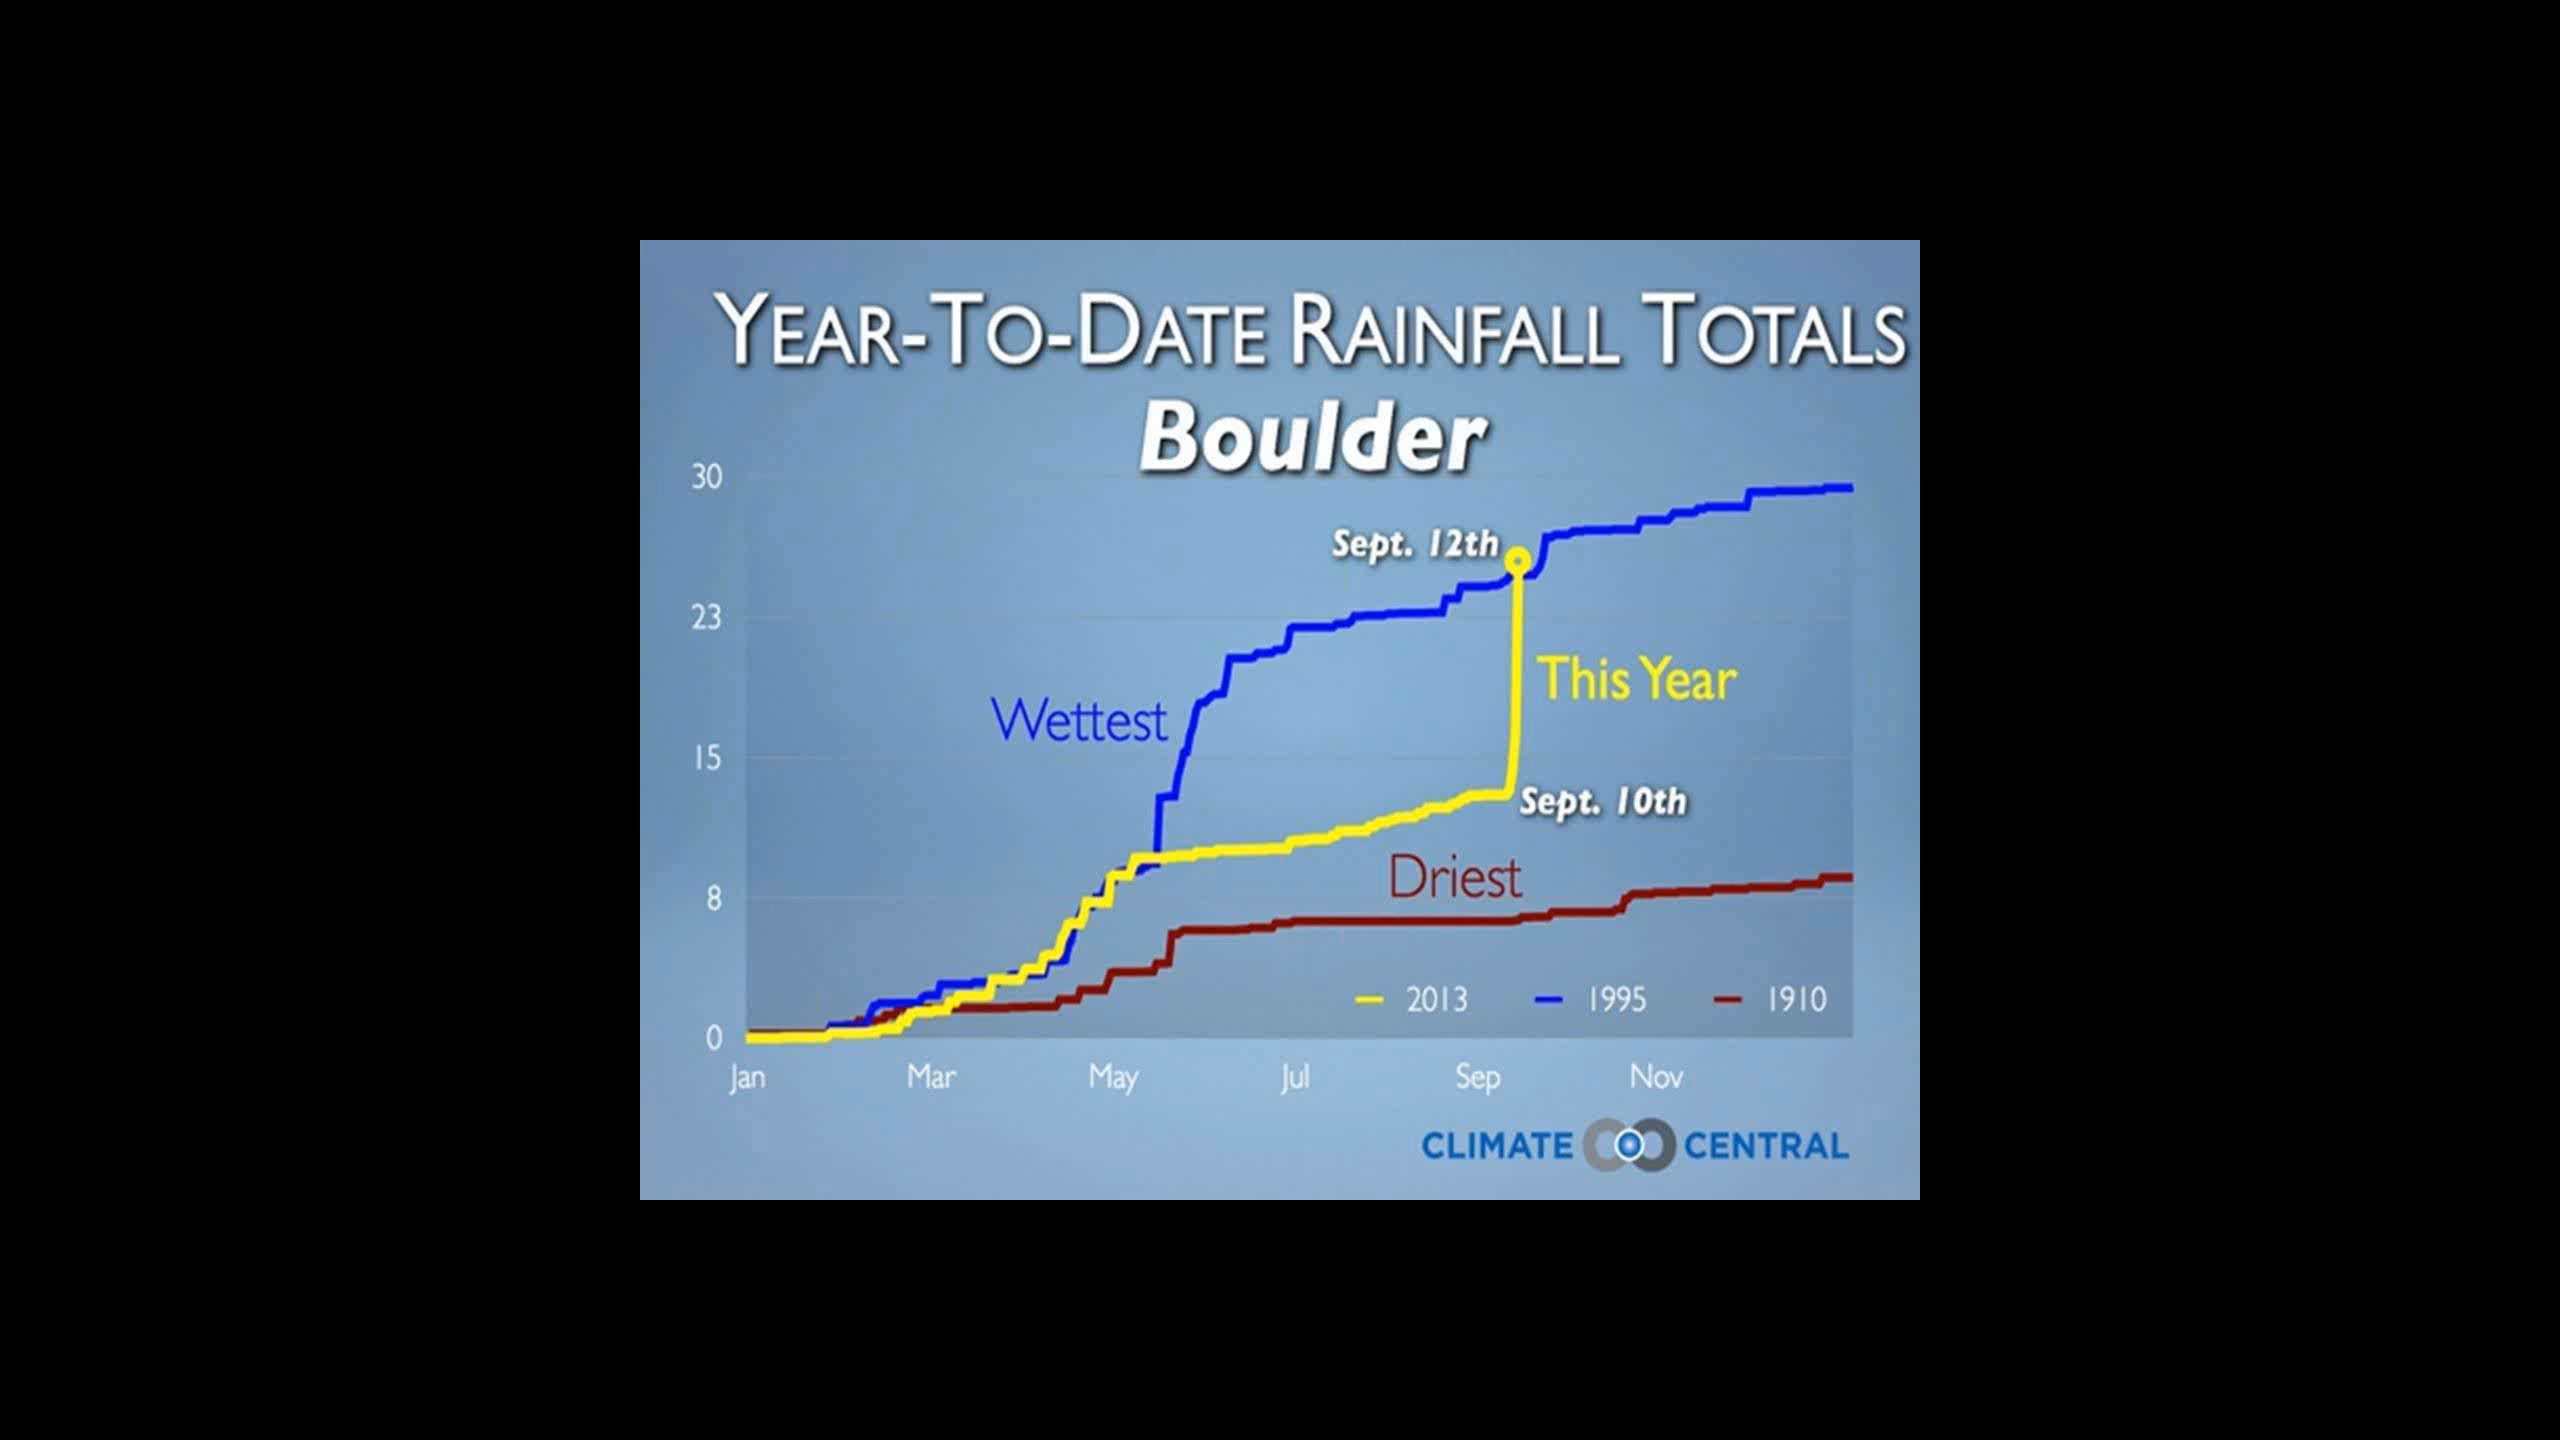 YEAR-TO-DATE RAINFALL TOTALS
Boulder
30
Sept. 12th
23
This Year
Wettest
15
Sept. 10th
Driest
8
2013 1995 1910
0
Jan Mar May Jul Sep Nov
CLIMATE CENTRAL